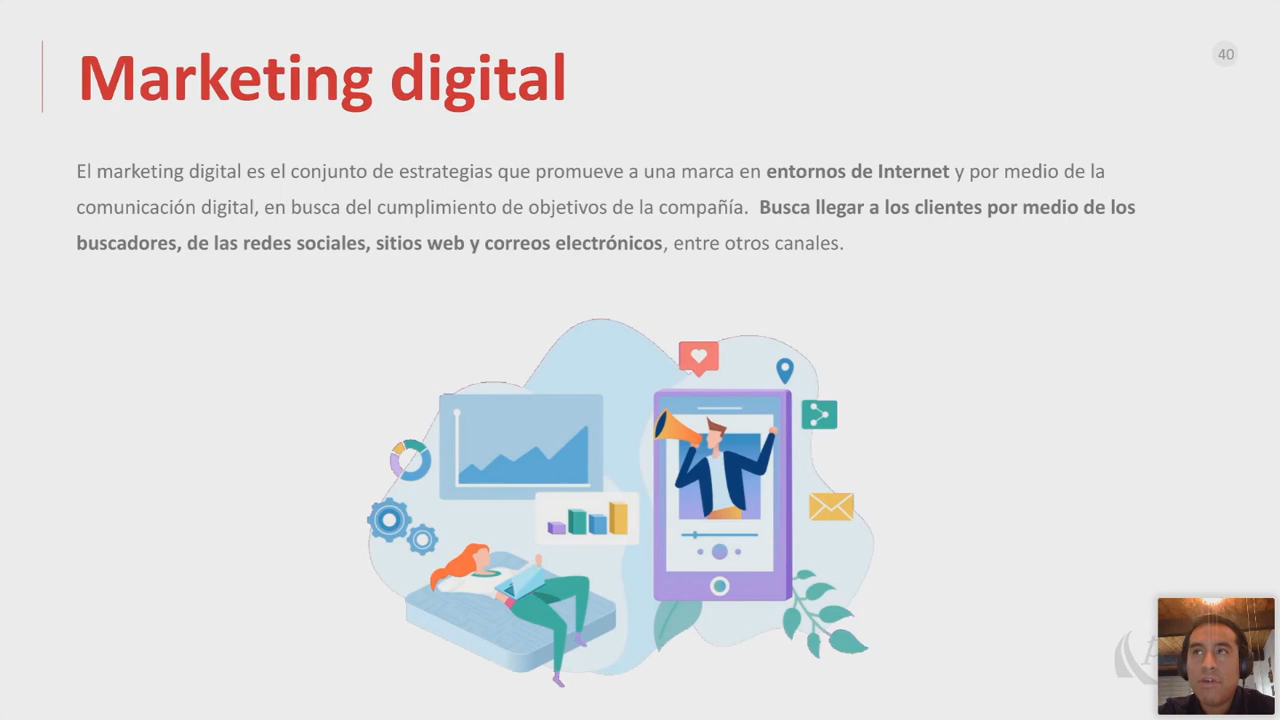 Marketing digital
40
El marketing digital es el conjunto de estrategias que promueve a una marca en entornos de Internet y por medio de la
comunicación digital, en busca del cumplimiento de objetivos de la compañía.  Busca llegar a los clientes por medio de los
buscadores, de las redes sociales, sitios web y correos electrónicos, entre otros canales.